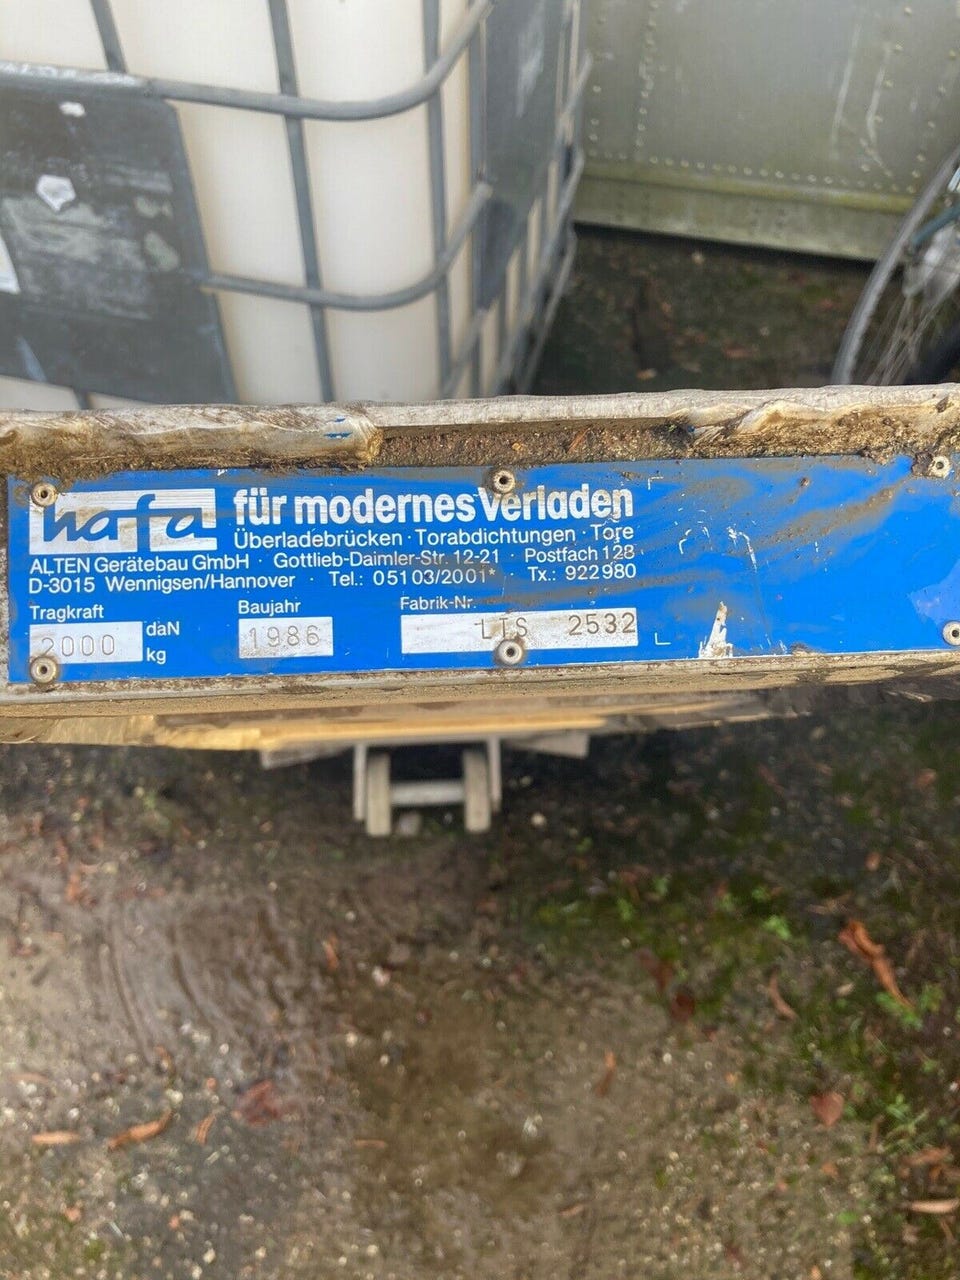 hafa für modernes Verladen
Überladebrücken · Torabdichtungen · Tore
ALTEN Gerätebau GmbH · Gottlieb-Daimler-Str. 12-21 · Postfach 128
D-3015 Wennigsen/Hannover · Tel.: 05103/2001* Tx.: 922980
Tragkraft Baujahr Fabrik-Nr.
2000 daN kg 1986 LTS 2532